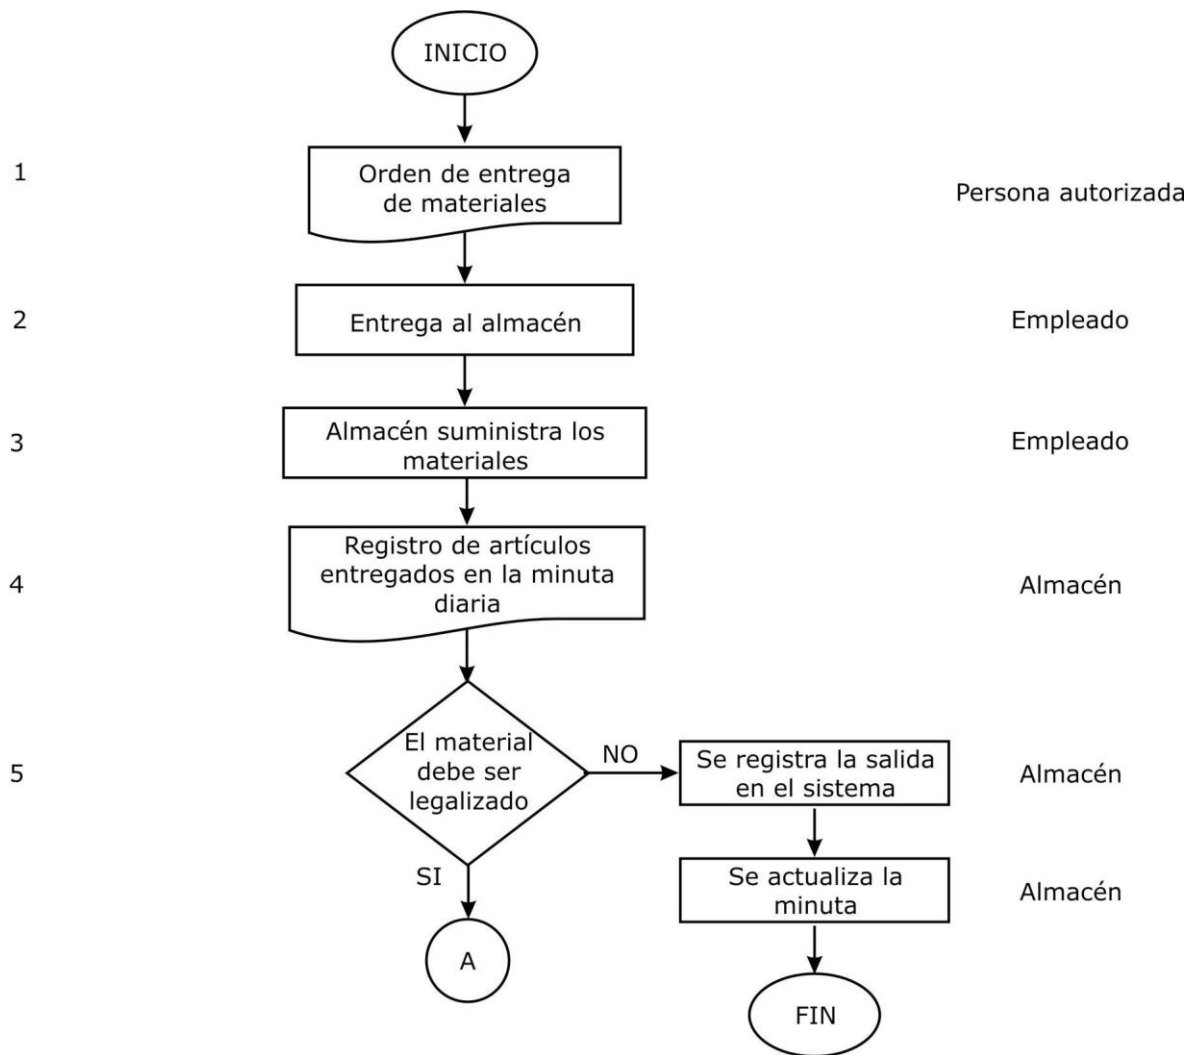 INICIO
1
Orden de entrega
de materiales
Persona autorizada
2
Entrega al almacén
Empleado
3
Almacén suministra los
materiales
Empleado
4
Registro de artículos
entregados en la minuta
diaria
Almacén
5
El material
debe ser
legalizado
NO
Se registra la salida
en el sistema
Almacén
SI
Se actualiza la
minuta
Almacén
A
FIN